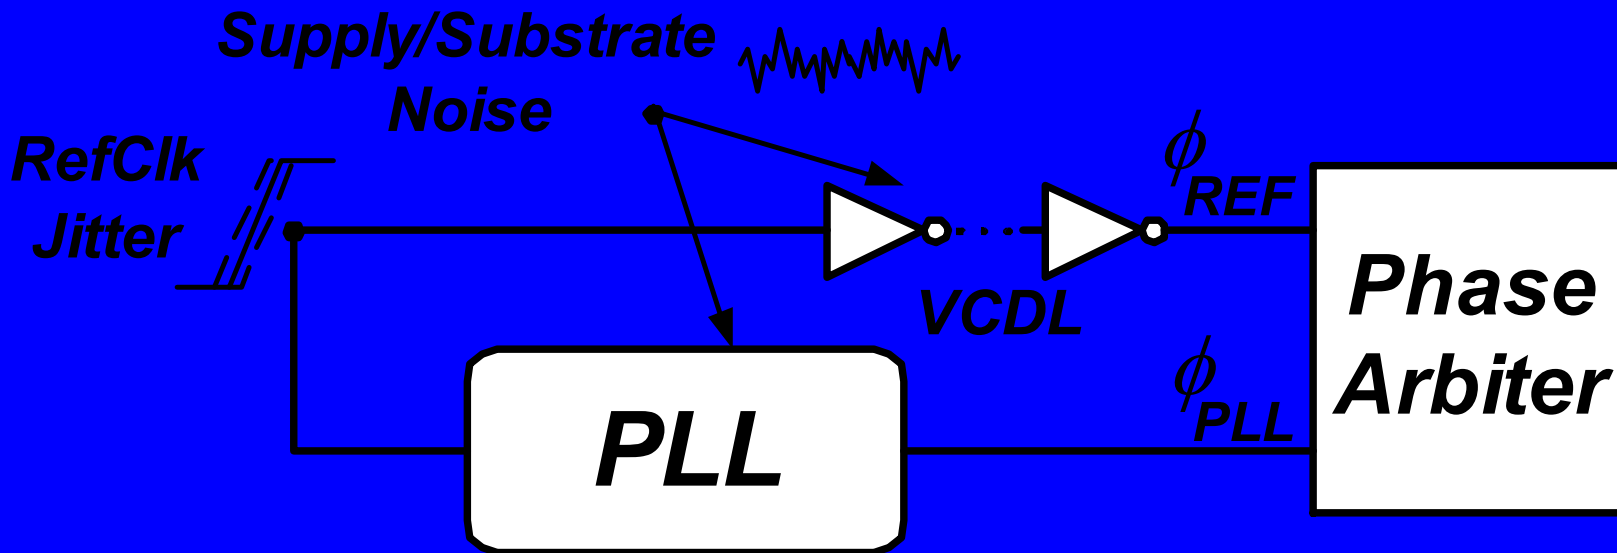 Supply/Substrate
Noise
RefClk
Jitter
ϕREF
VCDL
ϕPLL
PLL
Phase
Arbiter